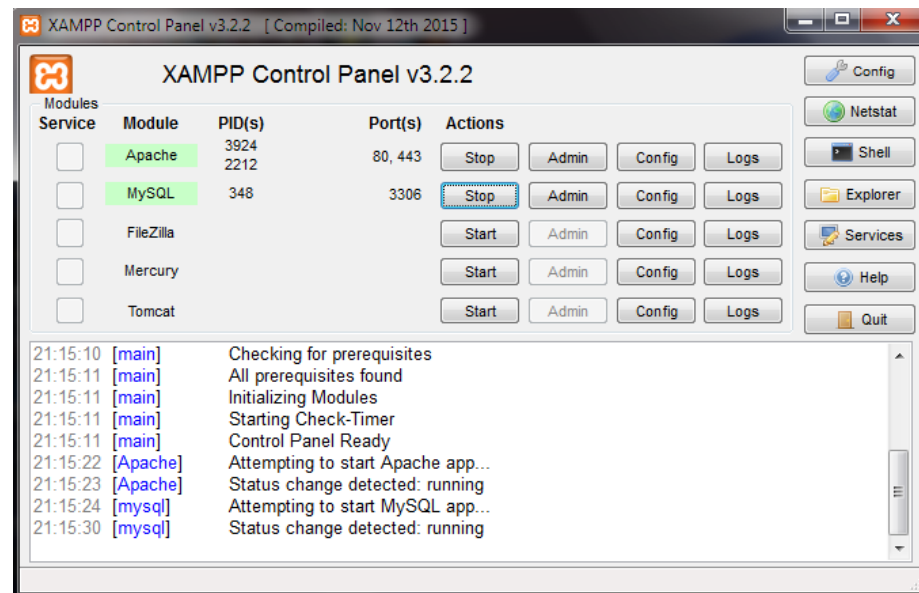 XAMPP Control Panel v3.2.2 [ Compiled: Nov 12th 2015 ]
XAMPP Control Panel v3.2.2
Config
Modules
Service Module PID(s) Port(s) Actions
Netstat
Apache 3924 2212 80, 443 Stop Admin Config Logs
Shell
MySQL 348 3306 Stop Admin Config Logs
Explorer
FileZilla Start Admin Config Logs
Services
Mercury Start Admin Config Logs
Help
Tomcat Start Admin Config Logs
Quit
21:15:10 [main] Checking for prerequisites
21:15:11 [main] All prerequisites found
21:15:11 [main] Initializing Modules
21:15:11 [main] Starting Check-Timer
21:15:11 [main] Control Panel Ready
21:15:22 [Apache] Attempting to start Apache app...
21:15:23 [Apache] Status change detected: running
21:15:24 [mysql] Attempting to start MySQL app...
21:15:30 [mysql] Status change detected: running